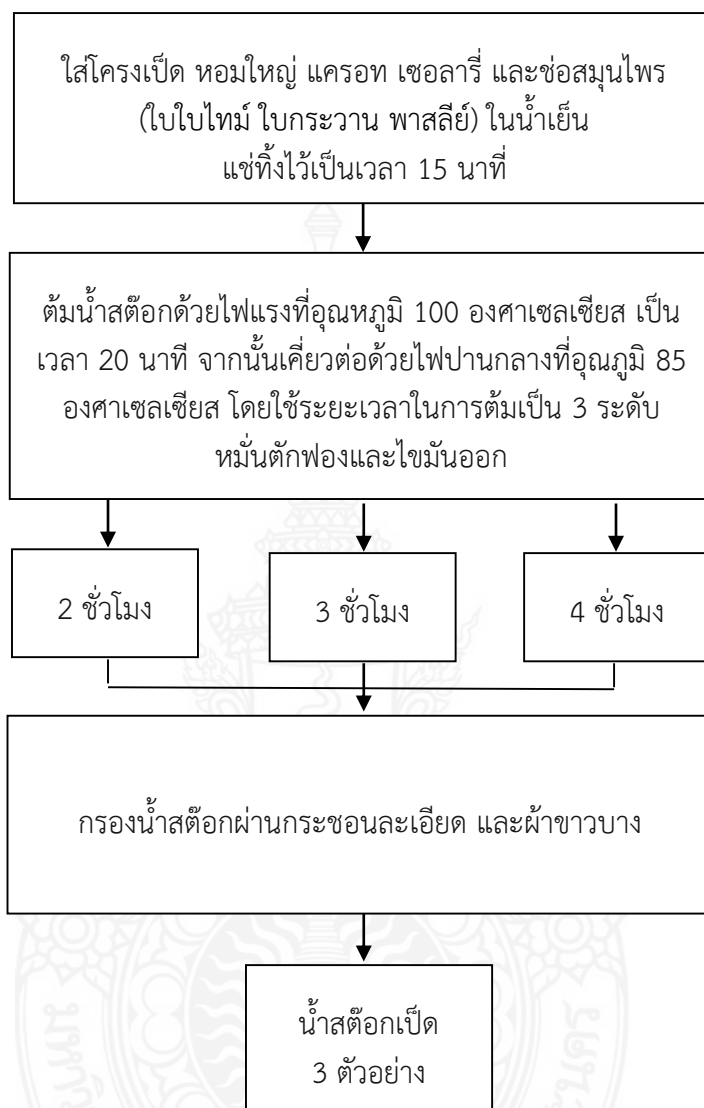 ใส่โครงเป็ด หอมใหญ่ แครอท เซอลารี่ และช่อสมุนไพร
(ใบใบไทม์ ใบกระวาน พาสลีย์) ในน้ำเย็น
แช่ทิ้งไว้เป็นเวลา 15 นาที่
ต้มน้ำสต๊อกด้วยไฟแรงที่อุณหภูมิ 100 องศาเซลเซียส เป็น
เวลา 20 นาที จากนั้นเคี่ยวต่อด้วยไฟปานกลางที่อุณภูมิ 85
องศาเซลเซียส โดยใช้ระยะเวลาในการต้มเป็น 3 ระดับ
หมั่นตักฟองและไขมันออก
2 ชั่วโมง
3 ชั่วโมง
4 ชั่วโมง
กรองน้ำสต๊อกผ่านกระชอนละเอียด และผ้าขาวบาง
น้ำสต๊อกเป็ด
3 ตัวอย่าง